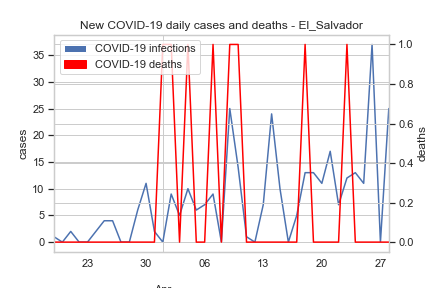 New COVID-19 daily cases and deaths - El_Salvador
COVID-19 infections
COVID-19 deaths
35
30
25
20
15
10
5
0
cases
1.0
0.8
0.6
0.4
0.2
0.0
deaths
23 30 06 13 20 27